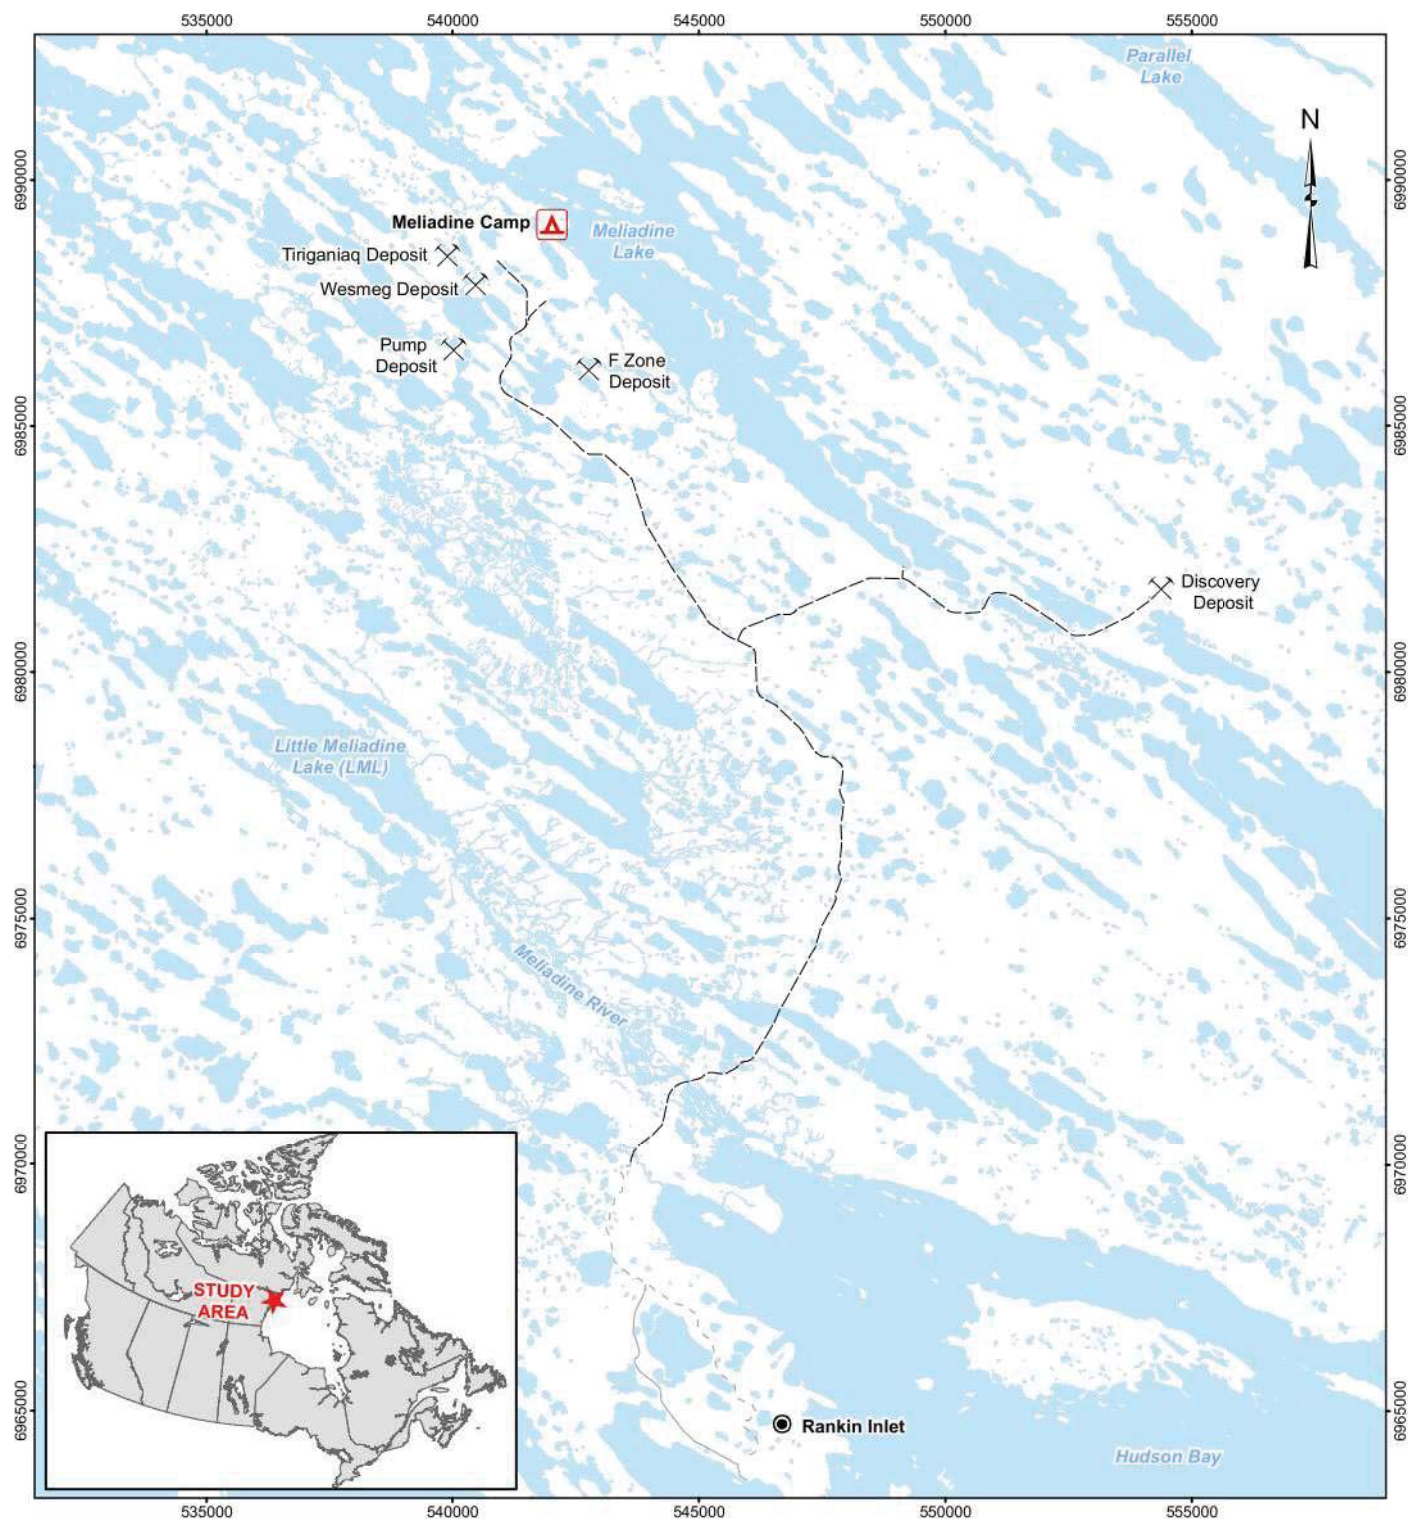 535000
540000
545000
550000
555000
Parallel
Lake
N
6990000
6990000
Meliadine Camp
Meliadine
Lake
Tiriganiaq Deposit
Wesmeg Deposit
Pump
Deposit
F Zone
Deposit
6985000
6985000
Discovery
Deposit
6980000
6980000
Little Meliadine
Lake (LML)
6975000
6975000
Meliadine River
6970000
6970000
STUDY
AREA
6965000
6965000
Rankin Inlet
Hudson Bay
535000
540000
545000
550000
555000